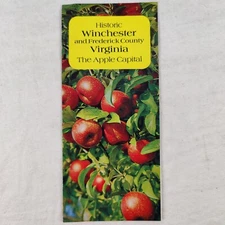 Historic
Winchester
and Frederick County
Virginia
The Apple Capital